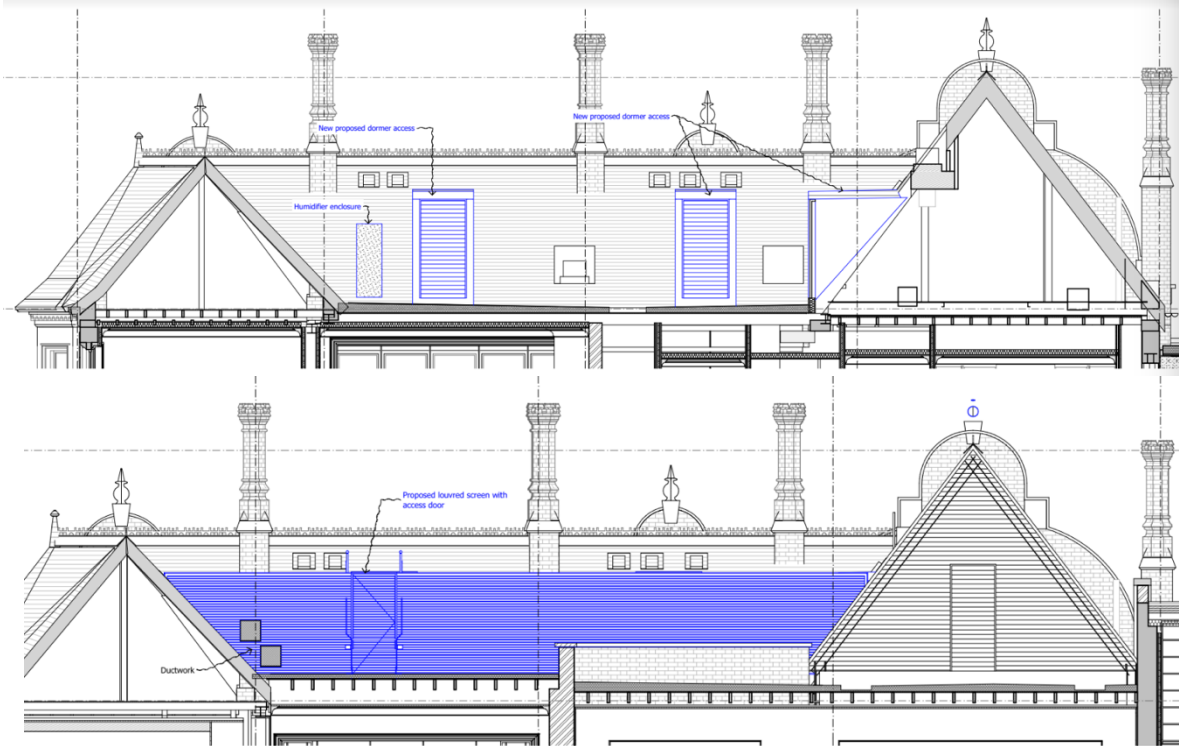 New proposed dormer access
New proposed dormer access
Humidifier enclosure
Proposed louvred screen with
access door
Ductwork